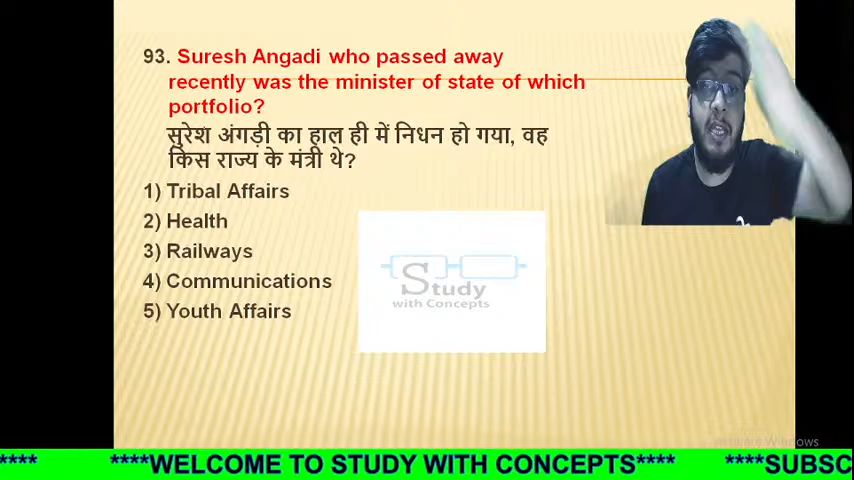 93. Suresh Angadi who passed away
recently was the minister of state of which
portfolio?
सुरेश अंगड़ी का हाल ही में निधन हो गया, वह
किस राज्य के मंत्री थे?
1) Tribal Affairs
2) Health
3) Railways
4) Communications
5) Youth Affairs
Study
with Concepts
****    ****WELCOME TO STUDY WITH CONCEPTS****    ****SUBSC